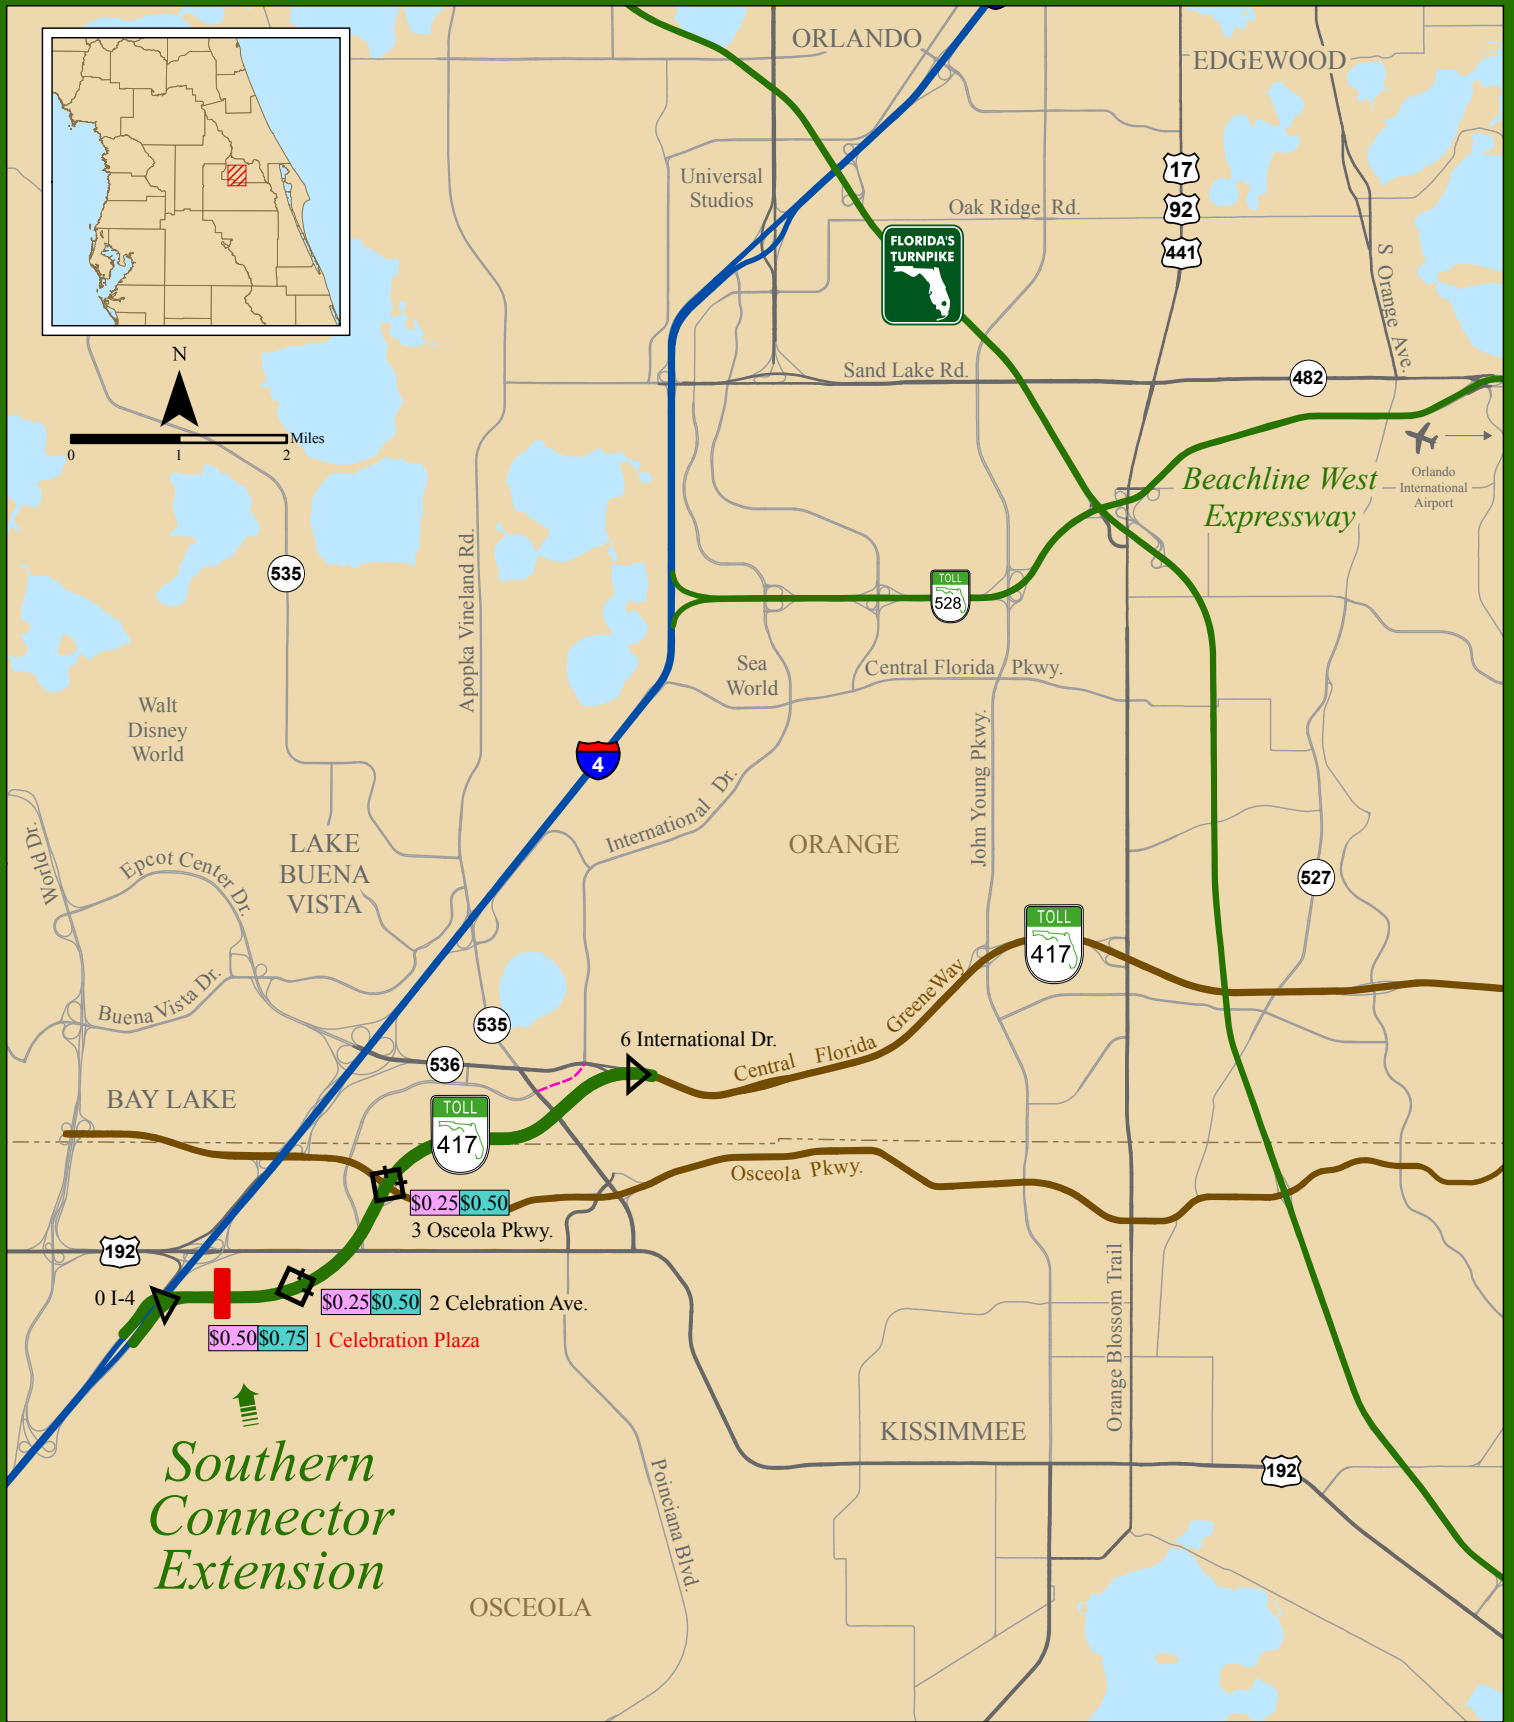 ORLANDO
EDGEWOOD
17
92
441
Universal
Studios
Oak Ridge Rd.
FLORIDA'S
TURNPIKE
S Orange Ave.
N
Sand Lake Rd.
482
Miles
0 1 2
Orlando
International
Airport
Beachline West
Expressway
535
Apopka Vineland Rd.
TOLL
528
Sea
World
Central Florida Pkwy.
Walt
Disney
World
4
International Dr.
John Young Pkwy.
ORANGE
World Dr.
Epcot Center Dr.
LAKE
BUENA
VISTA
527
TOLL
417
Buena Vista Dr.
Central Florida GreeneWay
535
6 International Dr.
536
BAY LAKE
TOLL
417
Osceola Pkwy.
$0.25 $0.50
3 Osceola Pkwy.
192
0 I-4
$0.25 $0.50 2 Celebration Ave.
$0.50 $0.75 1 Celebration Plaza
Orange Blossom Trail
Southern
Connector
Extension
KISSIMMEE
192
Poinciana Blvd.
OSCEOLA